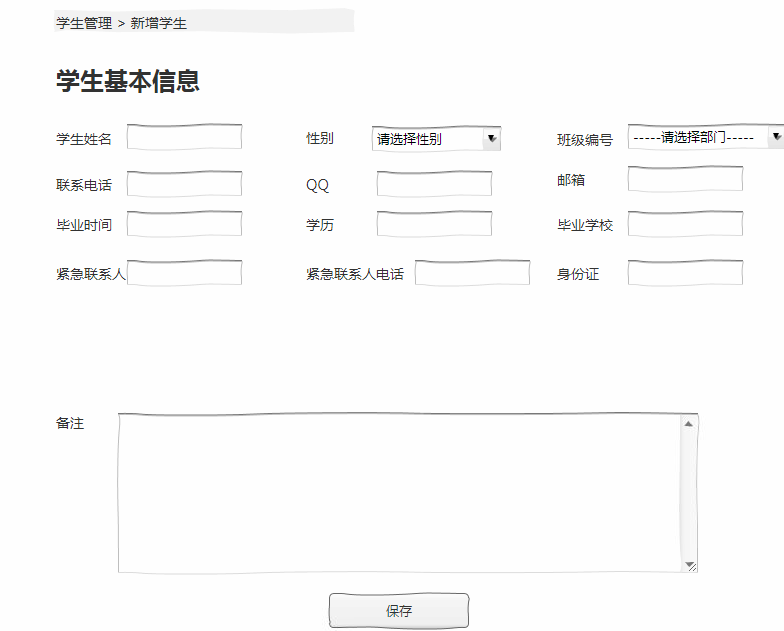 学生管理 > 新增学生
学生基本信息
学生姓名 性别 请选择性别 班级编号 -----请选择部门-----
联系电话 QQ 邮箱
毕业时间 学历 毕业学校
紧急联系人 紧急联系人电话 身份证
备注
保存